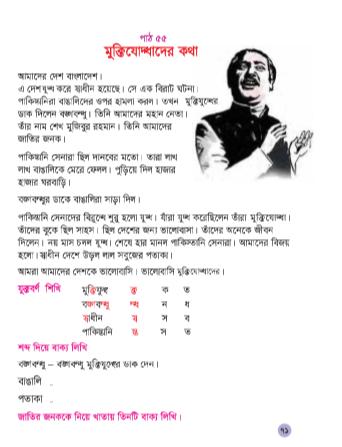 পাঠ ৫৫
মুক্তিযোদ্ধাদের কথা
আমাদের দেশ বাংলাদেশ।
এ দেশ যুদ্ধ করে স্বাধীন হয়েছে। সে এক বিরাট ঘটনা।
পাকিস্তানিরা বাঙালিদের ওপর হামলা করল। তখন মুক্তিযুদ্ধের
ডাক দিলেন বঙ্গবন্ধু। তিনি আমাদের মহান নেতা।
তাঁর নাম শেখ মুজিবুর রহমান। তিনি আমাদের
জাতির জনক।
পাকিস্তানি সেনারা ছিল দানবের মতো। তারা লাখ
লাখ বাঙালিকে মেরে ফেলল। পুড়িয়ে দিল হাজার
হাজার ঘরবাড়ি।
বঙ্গবন্ধুর ডাকে বাঙালিরা সাড়া দিল।
পাকিস্তানি সেনাদের বিরুদ্ধে শুরু হলো যুদ্ধ। যাঁরা যুদ্ধ করেছিলেন তাঁরা মুক্তিযোদ্ধা।
তাঁদের বুকে ছিল সাহস। ছিল দেশের জন্য ভালোবাসা। তাঁদের অনেকে জীবন
দিলেন। নয় মাস চলল যুদ্ধ। শেষে হার মানল পাকিস্তানি সেনারা। আমাদের বিজয়
হলো। স্বাধীন দেশে উড়ল লাল সবুজের পতাকা।
আমরা আমাদের দেশকে ভালোবাসি। ভালোবাসি মুক্তিযোদ্ধাদের।
যুক্তবর্ণ শিখি মুক্তিযুদ্ধ ক্ত ক ত
বঙ্গবন্ধু ন্ধ ন ধ
স্বাধীন স্ব স ব
পাকিস্তানি স্ত স ত
শব্দ দিয়ে বাক্য লিখি
বঙ্গবন্ধু – বঙ্গবন্ধু মুক্তিযুদ্ধের ডাক দেন।
বাঙালি ..
পতাকা ..
জাতির জনককে নিয়ে খাতায় তিনটি বাক্য লিখি।
৭১